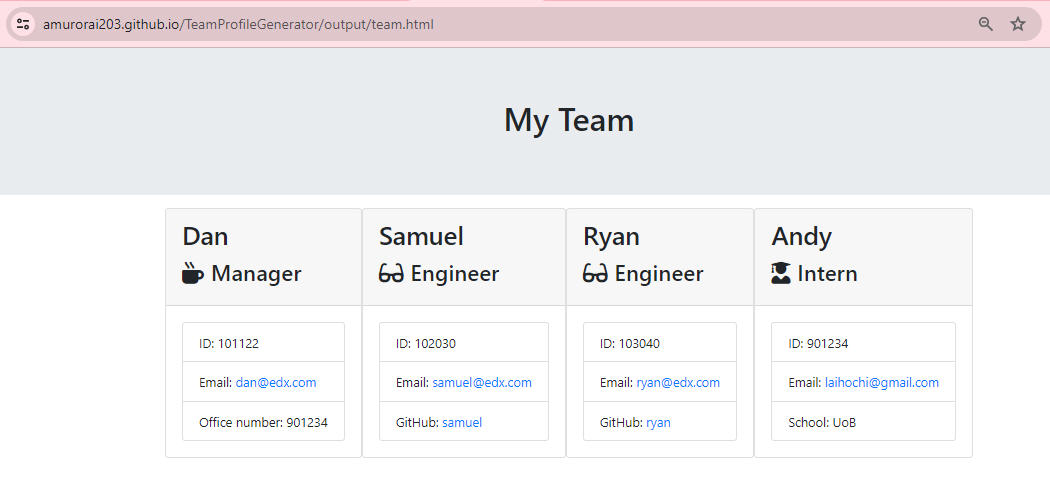 amurorai203.github.io/TeamProfileGenerator/output/team.html
My Team
Dan
Manager
ID: 101122
Email: dan@edx.com
Office number: 901234
Samuel
Engineer
ID: 102030
Email: samuel@edx.com
GitHub: samuel
Ryan
Engineer
ID: 103040
Email: ryan@edx.com
GitHub: ryan
Andy
Intern
ID: 901234
Email: laihochi@gmail.com
School: UoB